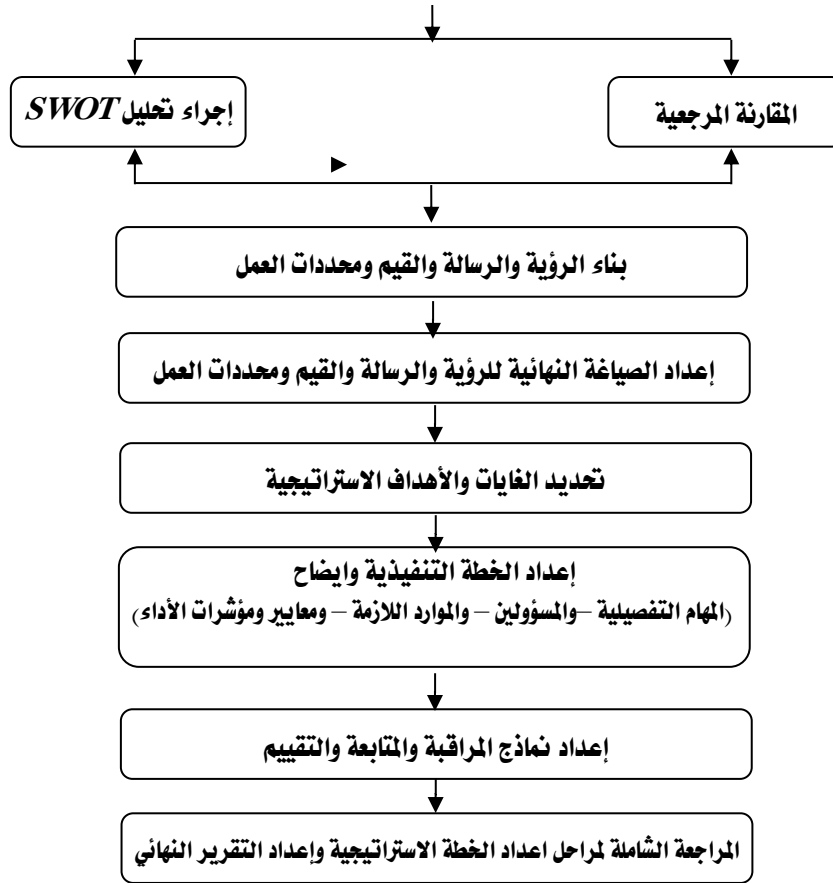 المقارنة المرجعية
إجراء تحليل SWOT
بناء الرؤية والرسالة والقيم ومحددات العمل
إعداد الصياغة النهائية للرؤية والرسالة والقيم ومحددات العمل
تحديد الغايات والأهداف الاستراتيجية
إعداد الخطة التنفيذية وايضاح
(المهام التفصيلية –والمسؤولين – والموارد اللازمة – ومعايير ومؤشرات الأداء)
إعداد نماذج المراقبة والمتابعة والتقييم
المراجعة الشاملة لمراحل اعداد الخطة الاستراتيجية وإعداد التقرير النهائي